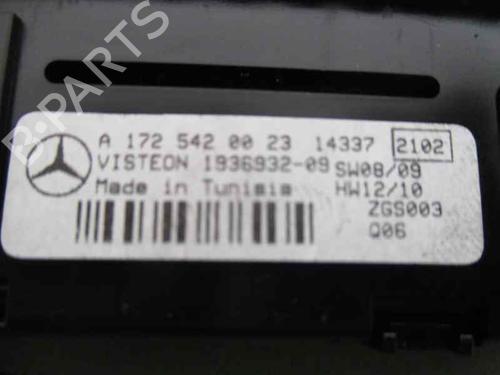 A 172 542 00 23 14337 2102
VISTEON 1936932-09 SW08/09
Made in Tunisia HW12/10
ZGS003
Q06
B-PARTS